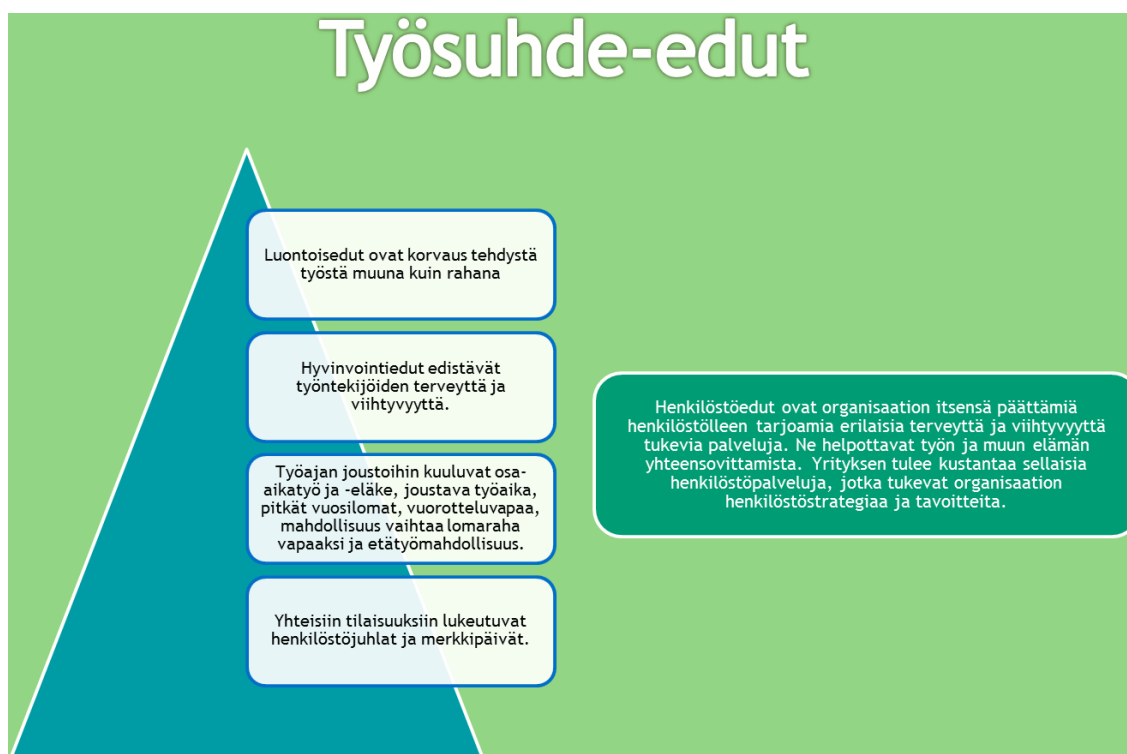 Työsuhde-edut
Luontoisedut ovat korvaus tehdystä
työstä muuna kuin rahana
Hyvinvointiedut edistävät
työntekijöiden terveyttä ja
viihtyvyyttä.
Työajan joustoihin kuuluvat osa-
aikatyö ja -eläke, joustava työaika,
pitkät vuosilomat, vuorotteluvapaa,
mahdollisuus vaihtaa lomaraha
vapaaksi ja etätyömahdollisuus.
Yhteisiin tilaisuuksiin lukeutuvat
henkilöstöjuhlat ja merkkipäivät.
Henkilöstöedut ovat organisaation itsensä päättämiä
henkilöstölleen tarjoamia erilaisia terveyttä ja viihtyvyyttä
tukevia palveluja. Ne helpottavat työn ja muun elämän
yhteensovittamista. Yrityksen tulee kustantaa sellaisia
henkilöstöpalveluja, jotka tukevat organisaation
henkilöstöstrategiaa ja tavoitteita.